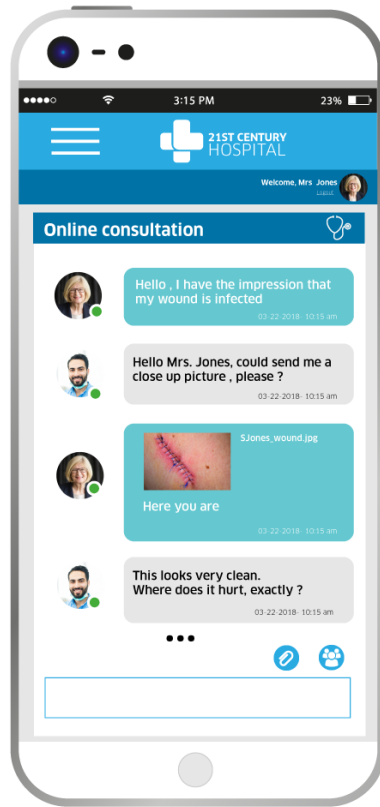 3:15 PM
23%
21ST CENTURY
HOSPITAL
Welcome, Mrs Jones
Logout
Online consultation
Hello , I have the impression that
my wound is infected
03-22-2018- 10:15 am
Hello Mrs. Jones, could send me a
close up picture , please ?
03-22-2018- 10:15 am
SJones_wound.jpg
Here you are
03-22-2018- 10:15 am
This looks very clean.
Where does it hurt, exactly ?
03-22-2018- 10:15 am